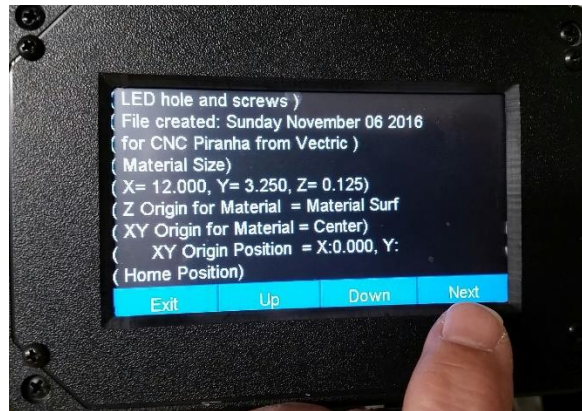 ( LED hole and screws )
( File created: Sunday November 06 2016
( for CNC Piranha from Vectric )
( Material Size)
( X= 12.000, Y= 3.250, Z= 0.125)
( Z Origin for Material = Material Surf
( XY Origin for Material = Center)
( XY Origin Position = X:0.000, Y:
( Home Position)
Exit Up Down Next